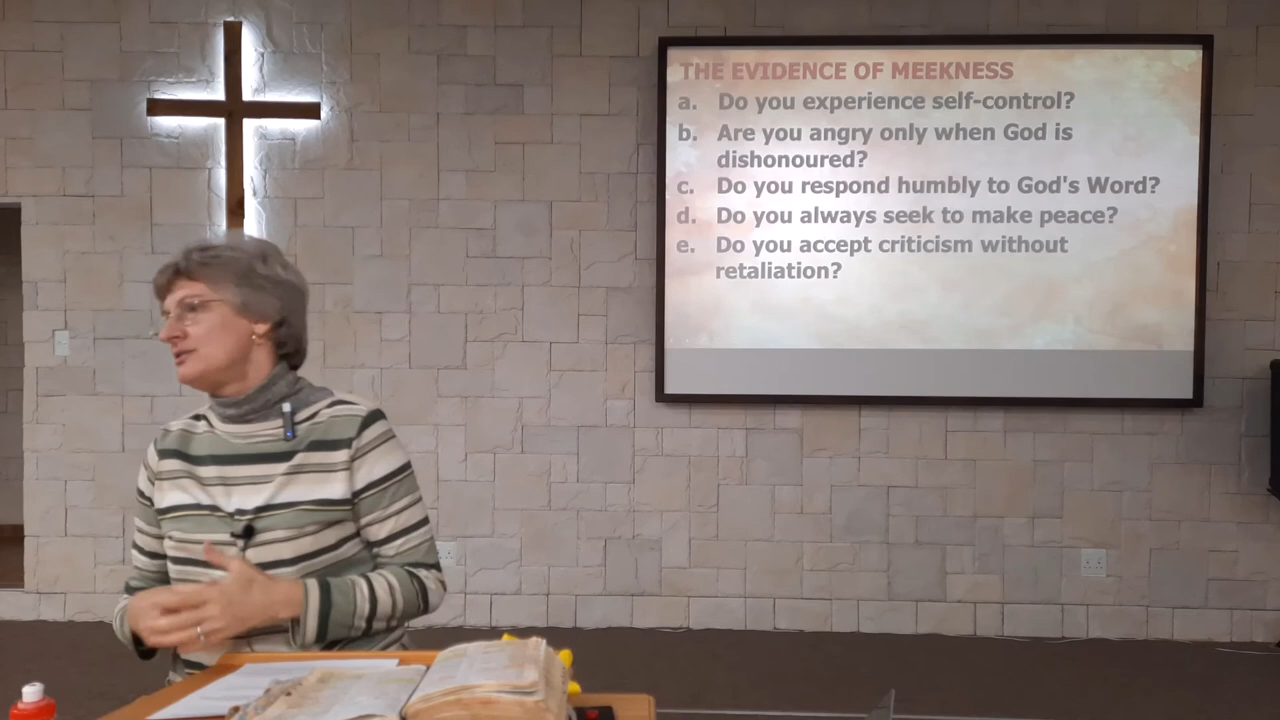 THE EVIDENCE OF MEEKNESS
a. Do you experience self-control?
b. Are you angry only when God is
dishonoured?
c. Do you respond humbly to God's Word?
d. Do you always seek to make peace?
e. Do you accept criticism without
retaliation?